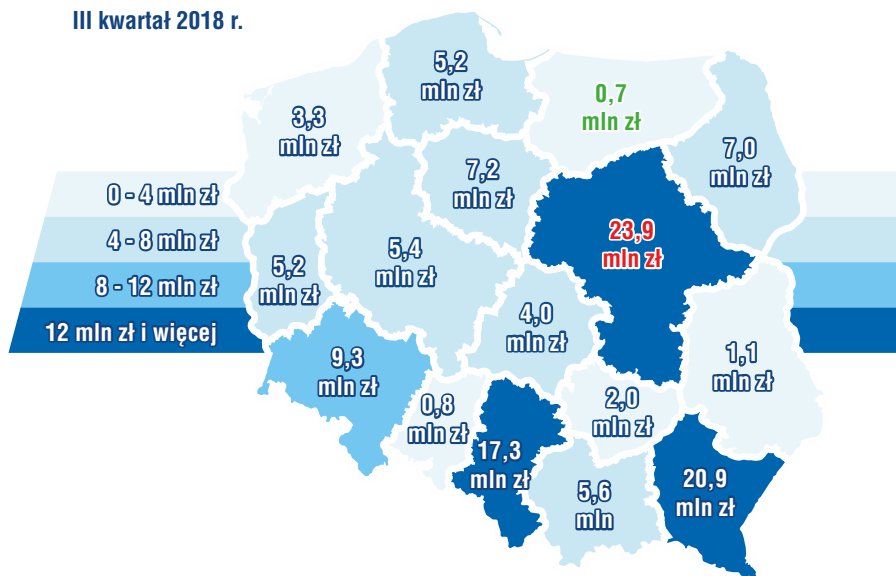 III kwartał 2018 r.
5,2
mln zł
0,7
mln zł
3,3
mln zł
7,0
mln zł
7,2
mln zł
0 - 4 mln zł
4 - 8 mln zł
8 - 12 mln zł
12 mln zł i więcej
23,9
mln zł
5,4
mln zł
5,2
mln zł
4,0
mln zł
1,1
mln zł
9,3
mln zł
0,8
mln zł
2,0
mln zł
17,3
mln zł
20,9
mln zł
5,6
mln